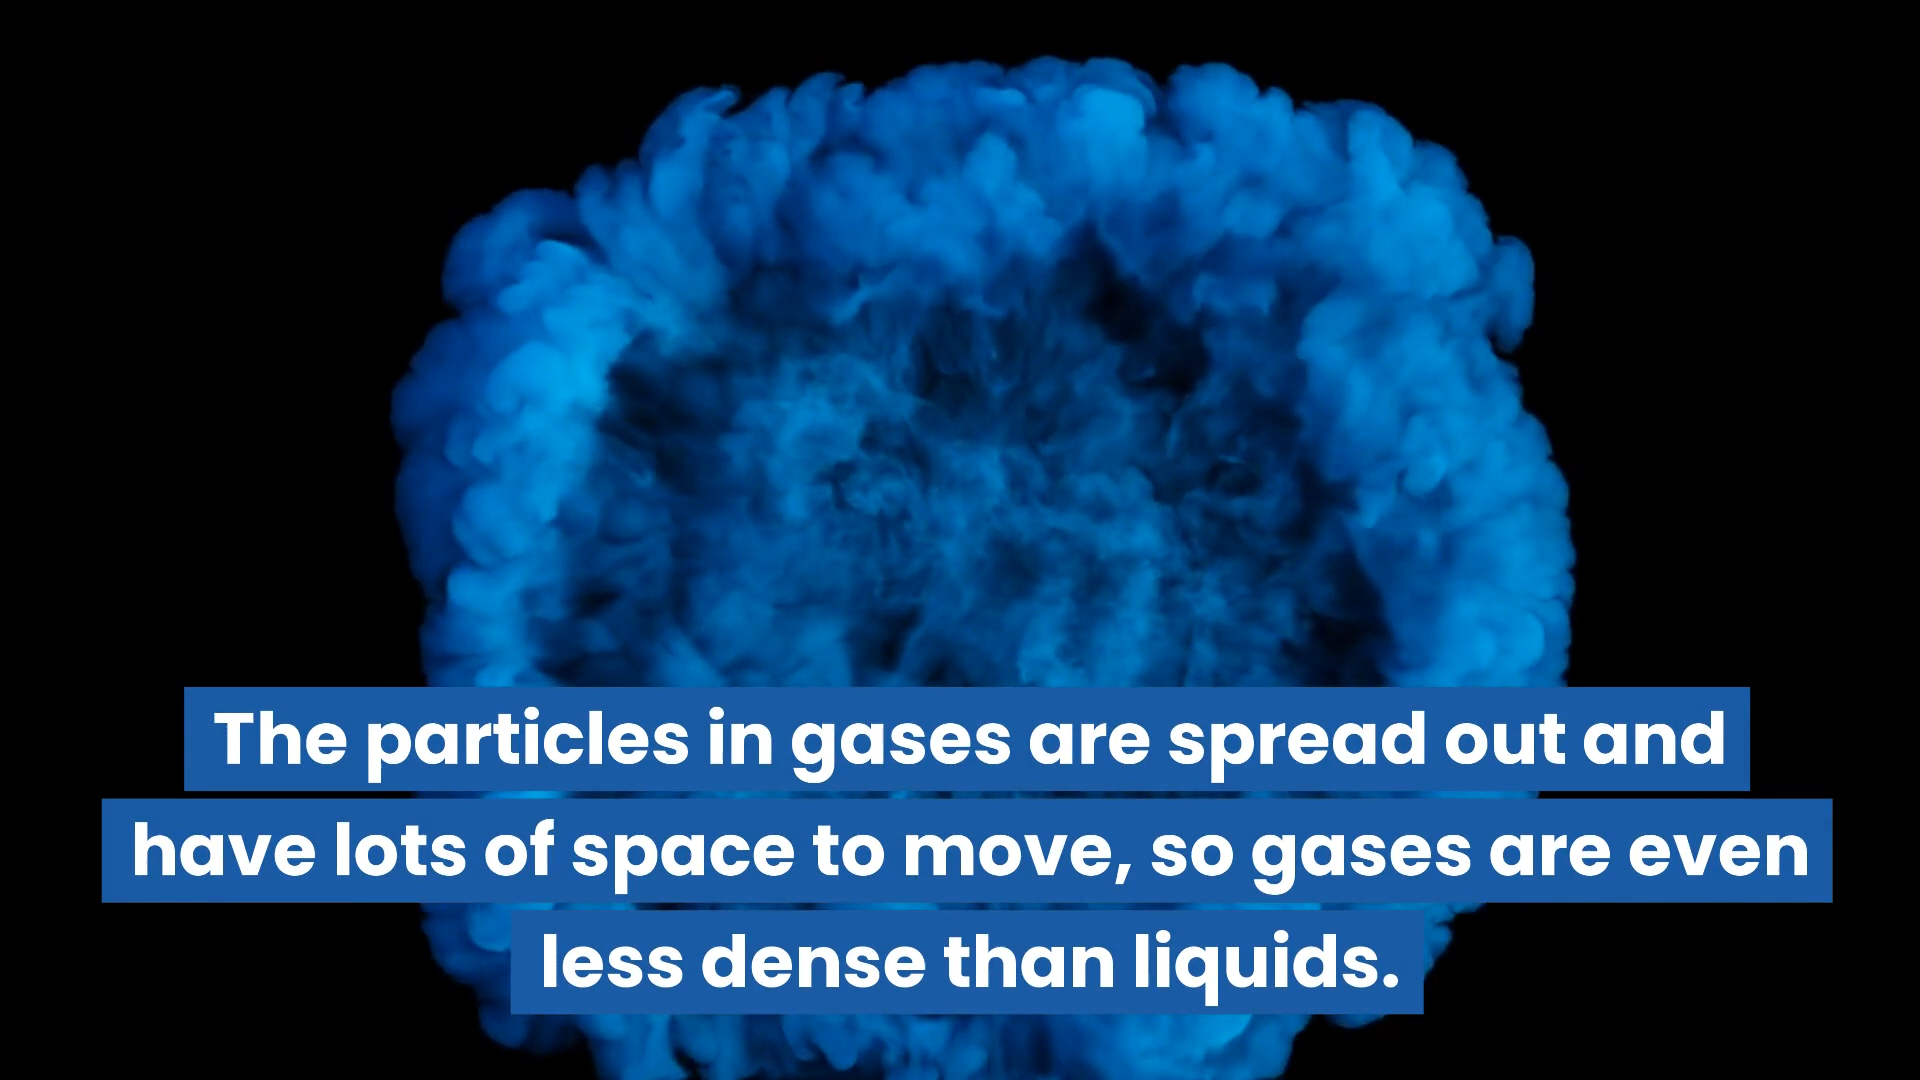 The particles in gases are spread out and
have lots of space to move, so gases are even
less dense than liquids.